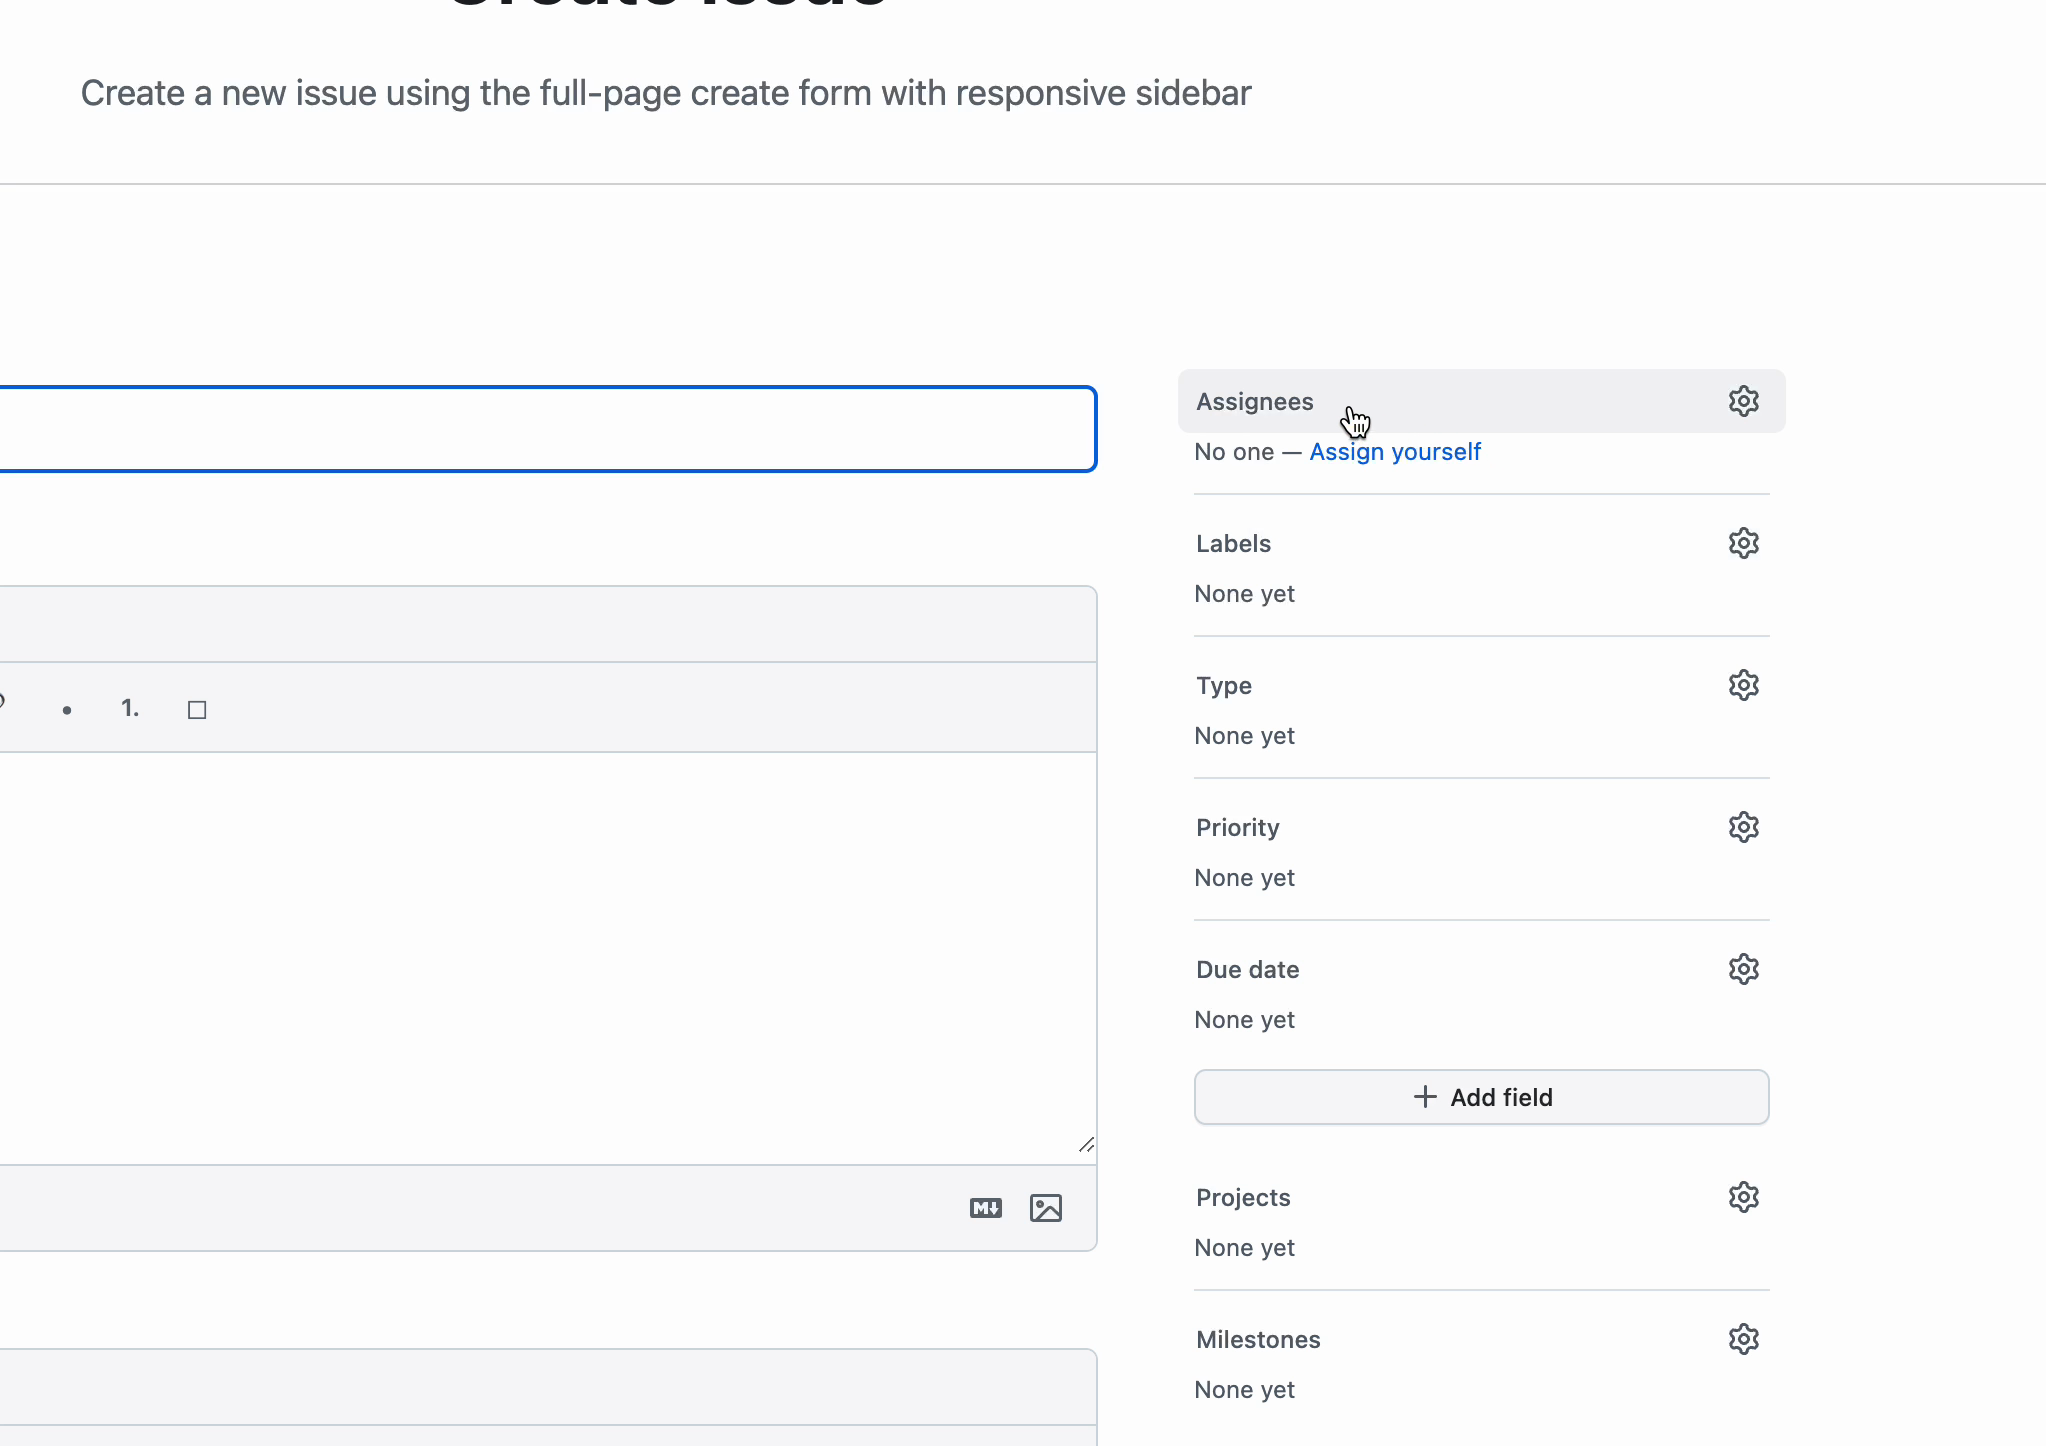 Create Issue
Create a new issue using the full-page create form with responsive sidebar
Assignees
No one — Assign yourself
Labels
None yet
Type
None yet
1.
Priority
None yet
Due date
None yet
Add field
M
Projects
None yet
Milestones
None yet